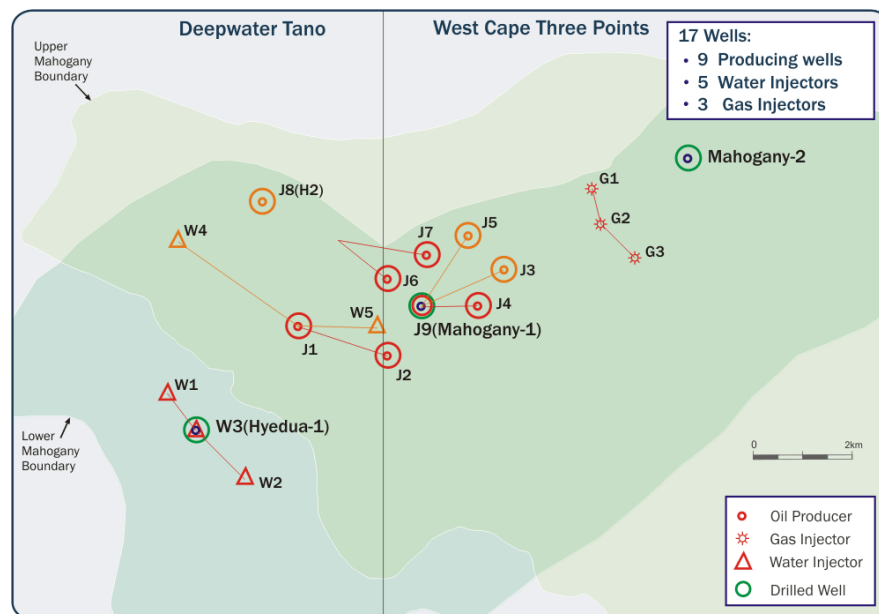 Deepwater Tano
West Cape Three Points
17 Wells:
• 9 Producing wells
• 5 Water Injectors
• 3 Gas Injectors
Upper
Mahogany
Boundary
Mahogany-2
G1
J8(H2)
G2
J5
W4
J7
G3
J3
J6
J4
W5
J9(Mahogany-1)
J1
J2
W1
W3(Hyedua-1)
Lower
Mahogany
Boundary
0 2km
W2
Oil Producer
Gas Injector
Water Injector
Drilled Well